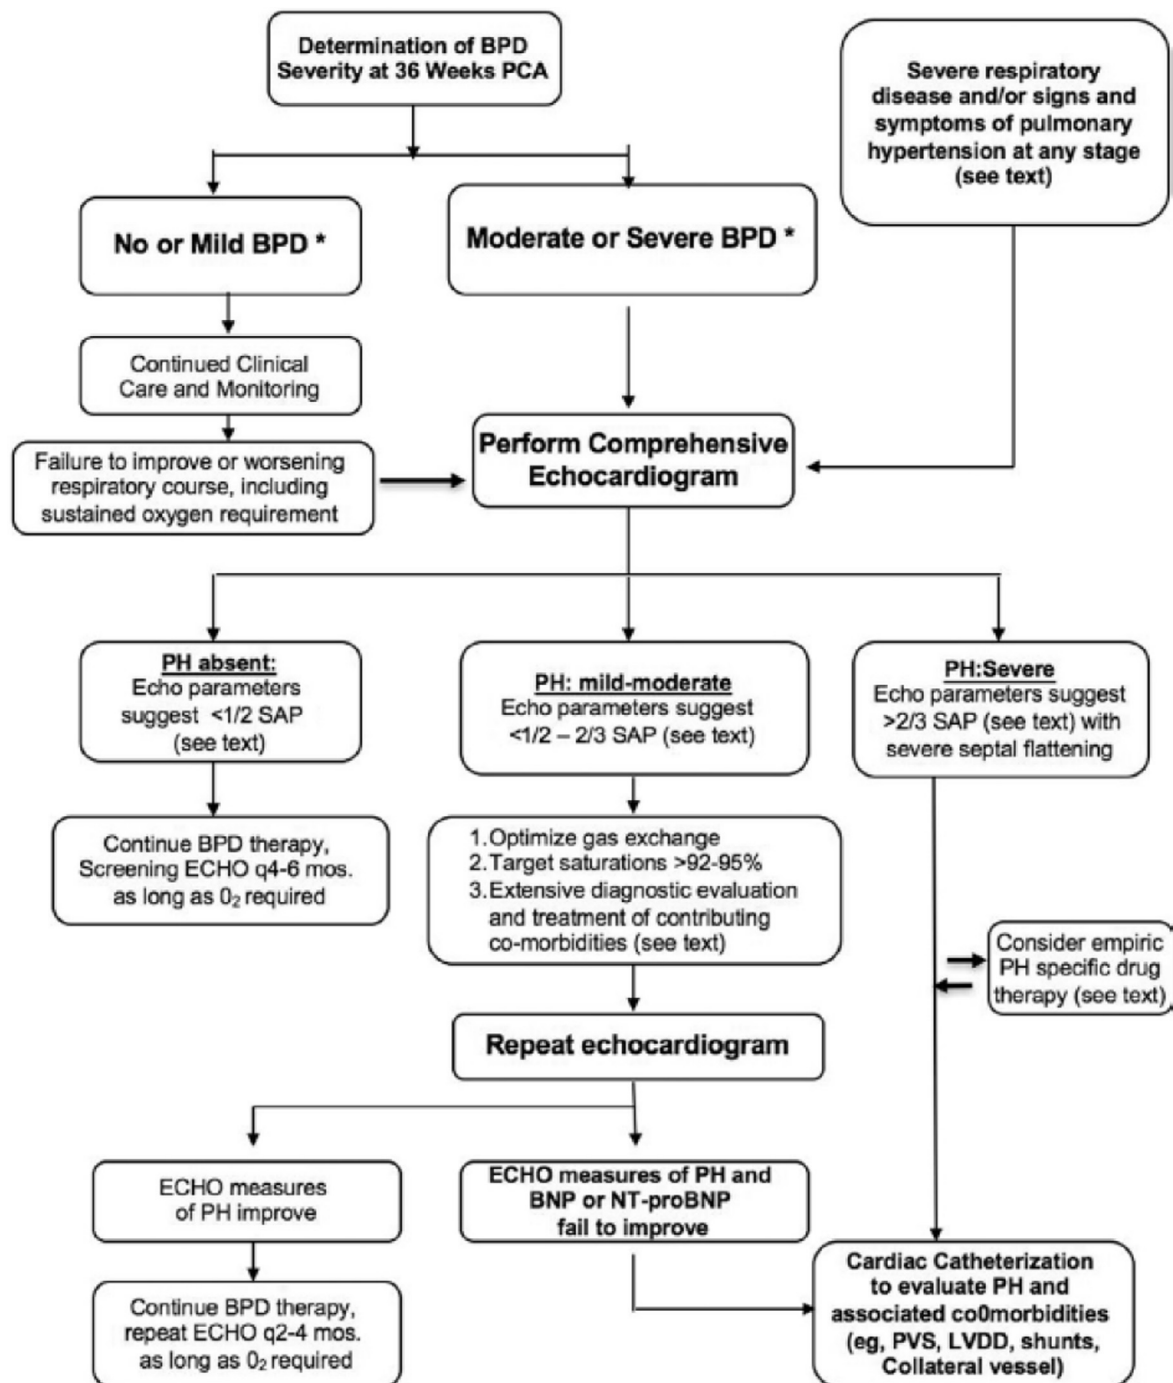 Determination of BPD
Severity at 36 Weeks PCA
Severe respiratory
disease and/or signs and
symptoms of pulmonary
hypertension at any stage
(see text)
No or Mild BPD *
Moderate or Severe BPD *
Continued Clinical
Care and Monitoring
Failure to improve or worsening
respiratory course, including
sustained oxygen requirement
Perform Comprehensive
Echocardiogram
PH absent:
Echo parameters
suggest <1/2 SAP
(see text)
PH: mild-moderate
Echo parameters suggest
<1/2 – 2/3 SAP (see text)
PH:Severe
Echo parameters suggest
>2/3 SAP (see text) with
severe septal flattening
Continue BPD therapy,
Screening ECHO q4-6 mos.
as long as 0₂ required
1.Optimize gas exchange
2. Target saturations >92-95%
3.Extensive diagnostic evaluation
and treatment of contributing
co-morbidities (see text)
Consider empiric
PH specific drug
therapy (see text)
Repeat echocardiogram
ECHO measures
of PH improve
ECHO measures of PH and
BNP or NT-proBNP
fail to improve
Continue BPD therapy,
repeat ECHO q2-4 mos.
as long as 0₂ required
Cardiac Catheterization
to evaluate PH and
associated co0morbidities
(eg, PVS, LVDD, shunts,
Collateral vessel)